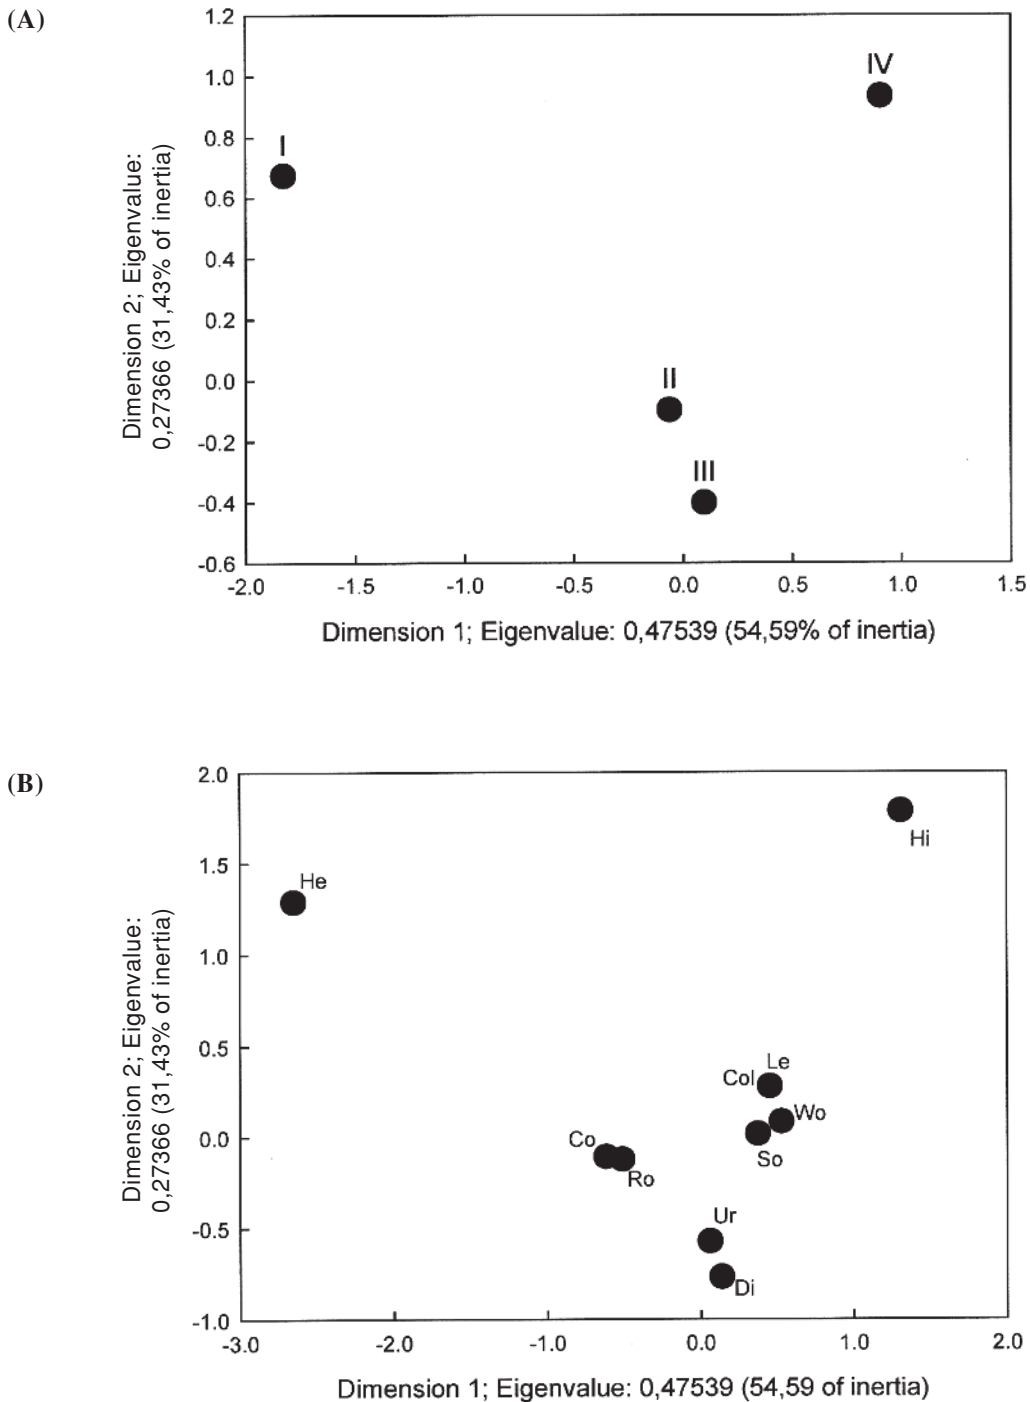 (A)
1.2
1.0
0.8
0.6
0.4
0.2
0.0
-0.2
-0.4
-0.6
I
II
III
IV
-2.0 -1.5 -1.0 -0.5 0.0 0.5 1.0 1.5
Dimension 2; Eigenvalue:
0,27366 (31,43% of inertia)
Dimension 1; Eigenvalue: 0,47539 (54,59% of inertia)
(B)
2.0
1.5
1.0
0.5
0.0
-0.5
-1.0
He
Hi
Le
Col
Wo
So
Co
Ro
Ur
Di
-3.0 -2.0 -1.0 0.0 1.0 2.0
Dimension 2; Eigenvalue:
0,27366 (31,43% of inertia)
Dimension 1; Eigenvalue: 0,47539 (54,59 of inertia)